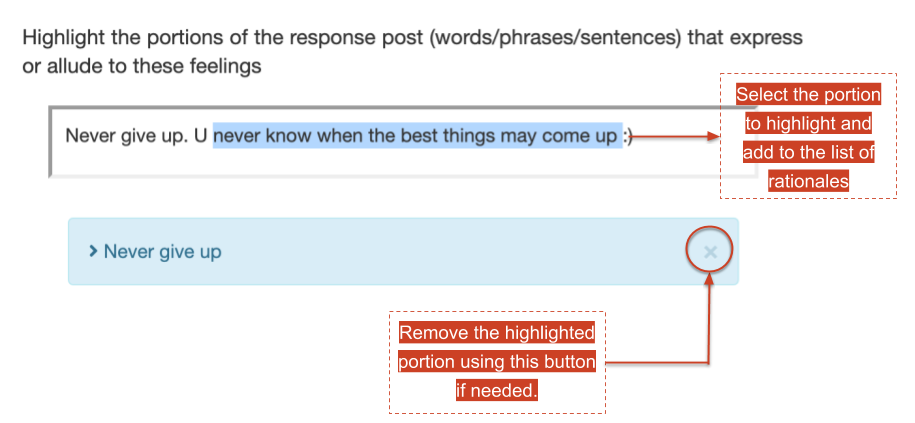 Highlight the portions of the response post (words/phrases/sentences) that express
or allude to these feelings
Select the portion
to highlight and
add to the list of
rationales
Never give up. U never know when the best things may come up :)
> Never give up
×
Remove the highlighted
portion using this button
if needed.